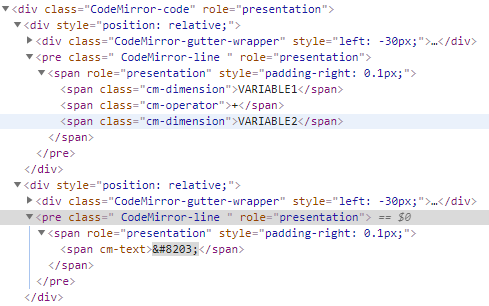 ▼<div class="CodeMirror-code" role="presentation">
▼<div style="position: relative;">
▶<div class="CodeMirror-gutter-wrapper" style="left: -30px;">…</div>
▼<pre class=" CodeMirror-line " role="presentation">
▼<span role="presentation" style="padding-right: 0.1px;">
<span class="cm-dimension">VARIABLE1</span>
<span class="cm-operator">+</span>
<span class="cm-dimension">VARIABLE2</span>
</span>
</pre>
</div>
▼<div style="position: relative;">
▶<div class="CodeMirror-gutter-wrapper" style="left: -30px;">…</div>
▼<pre class=" CodeMirror-line " role="presentation"> == $0
▼<span role="presentation" style="padding-right: 0.1px;">
<span cm-text>&#8203;</span>
</span>
</pre>
</div>